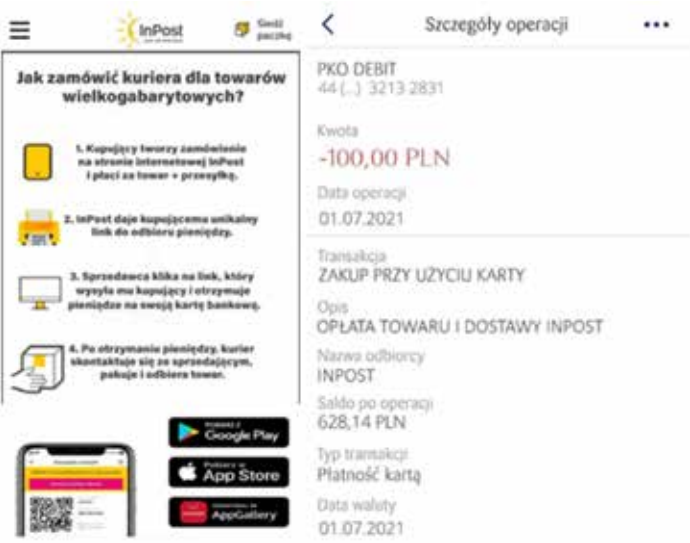 InPost
Śledź
paczkę
Jak zamówić kuriera dla towarów
wielkogabarytowych?
1. Kupujący tworzy zamówienie
na stronie internetowej InPost
i płaci za towar + przesyłkę.
2. InPost daje kupującemu unikalny
link do odbioru pieniędzy.
3. Sprzedawca klika na link, który
wysyła mu kupujący i otrzymuje
pieniądze na swoją kartę bankową.
4. Po otrzymaniu pieniędzy, kurier
skontaktuje się ze sprzedającym,
pakuje i odbiera towar.
Google Play
Pobierz w
App Store
AppGallery
Szczegóły operacji
PKO DEBIT
44 (...) 3213 2831
Kwota
-100,00 PLN
Data operacji
01.07.2021
Transakcja
ZAKUP PRZY UŻYCIU KARTY
Opis
OPŁATA TOWARU I DOSTAWY INPOST
Nazwa odbiorcy
INPOST
Saldo po operacji
628,14 PLN
Typ transakcji
Płatność kartą
Data waluty
01.07.2021